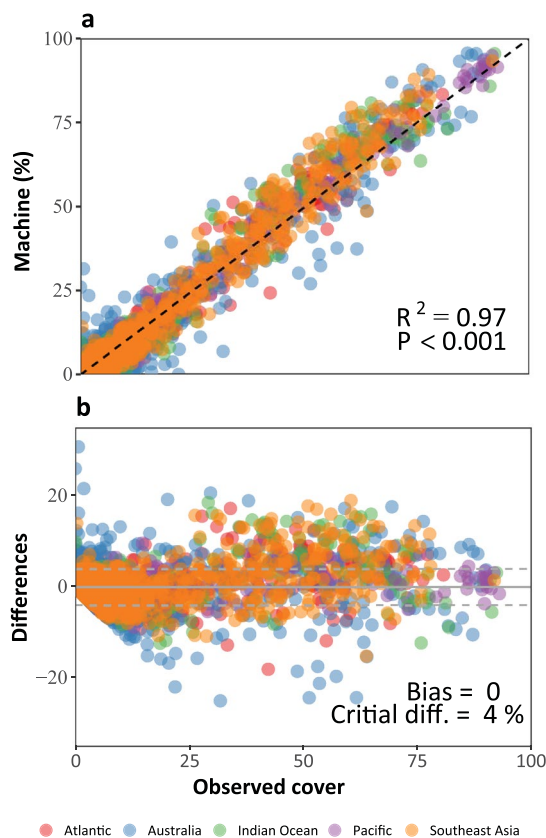 a
100
75
50
25
0
Machine (%)
R² = 0.97
P < 0.001
b
20
0
−20
Differences
Bias = 0
Critial diff. = 4 %
0 25 50 75 100
Observed cover
Atlantic Australia Indian Ocean Pacific Southeast Asia